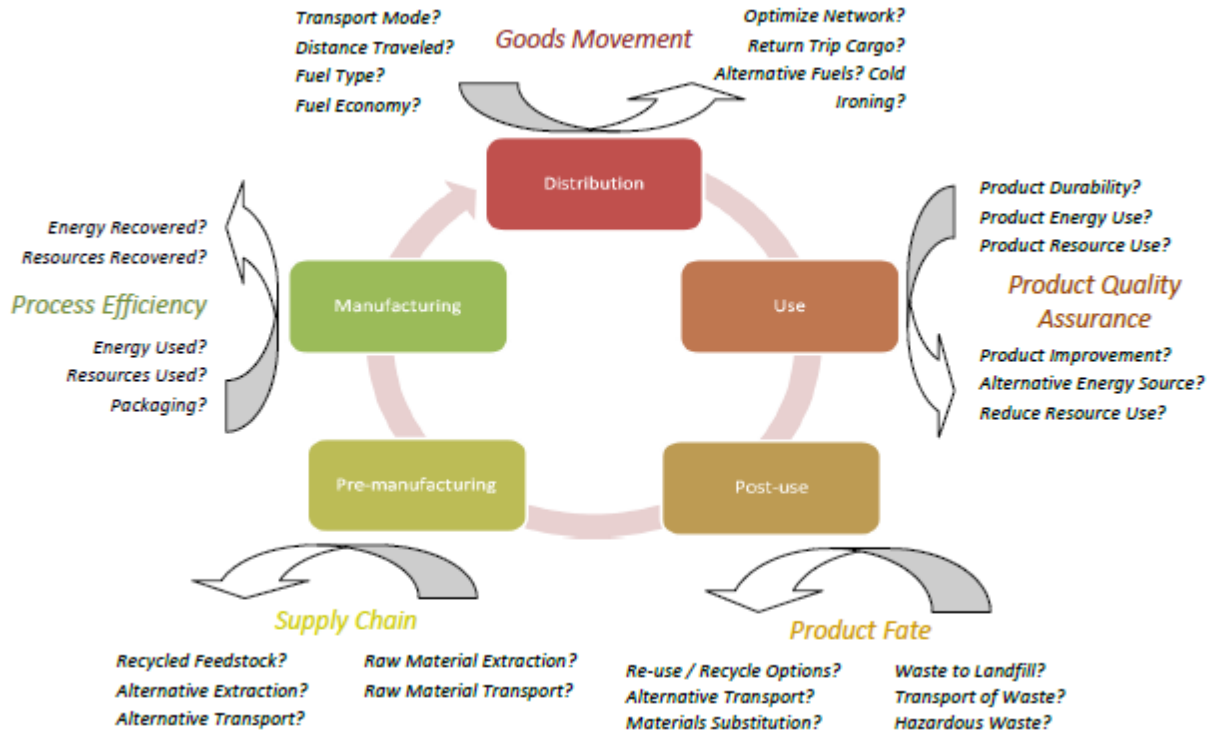 Transport Mode?
Distance Traveled?
Fuel Type?
Fuel Economy?
Goods Movement
Optimize Network?
Return Trip Cargo?
Alternative Fuels? Cold
Ironing?
Distribution
Product Durability?
Product Energy Use?
Product Resource Use?
Product Quality
Assurance
Product Improvement?
Alternative Energy Source?
Reduce Resource Use?
Use
Energy Recovered?
Resources Recovered?
Process Efficiency
Energy Used?
Resources Used?
Packaging?
Manufacturing
Pre-manufacturing
Post-use
Supply Chain
Recycled Feedstock?
Alternative Extraction?
Alternative Transport?
Raw Material Extraction?
Raw Material Transport?
Product Fate
Re-use / Recycle Options?
Alternative Transport?
Materials Substitution?
Waste to Landfill?
Transport of Waste?
Hazardous Waste?